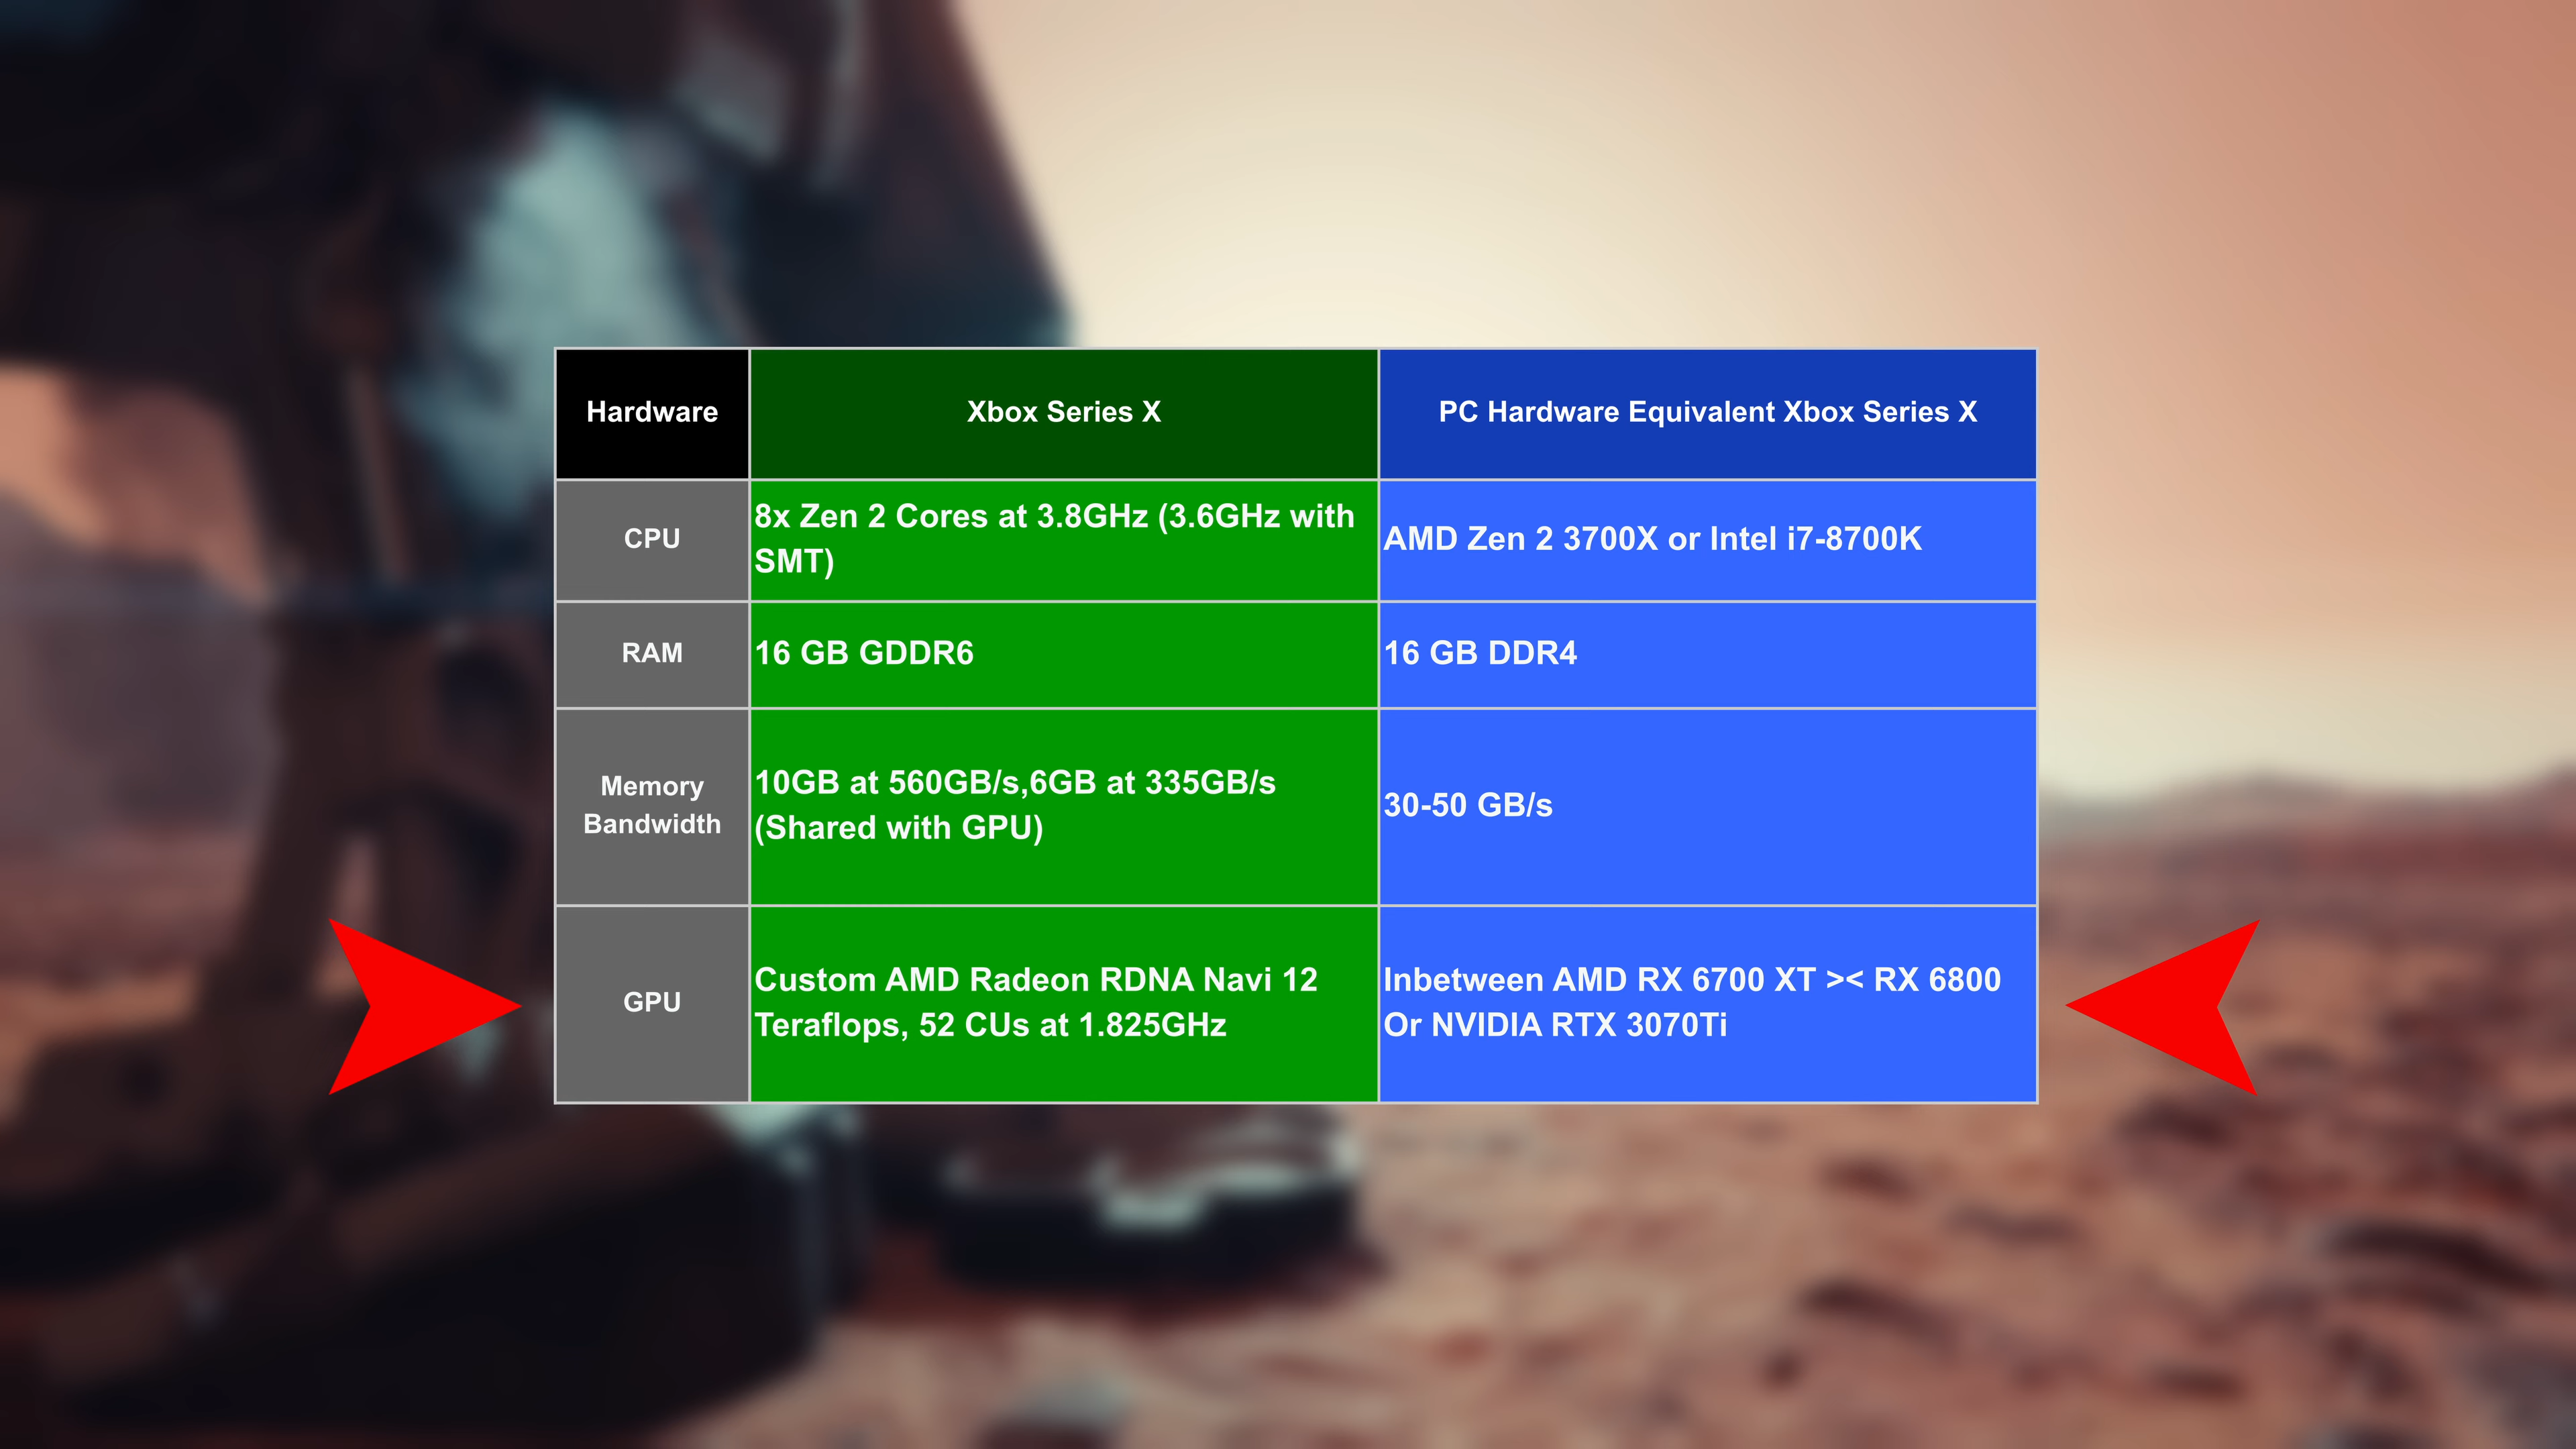 Hardware
Xbox Series X
PC Hardware Equivalent Xbox Series X
CPU
8x Zen 2 Cores at 3.8GHz (3.6GHz with
SMT)
AMD Zen 2 3700X or Intel i7-8700K
RAM
16 GB GDDR6
16 GB DDR4
Memory
Bandwidth
10GB at 560GB/s,6GB at 335GB/s
(Shared with GPU)
30-50 GB/s
GPU
Custom AMD Radeon RDNA Navi 12
Teraflops, 52 CUs at 1.825GHz
Inbetween AMD RX 6700 XT >< RX 6800
Or NVIDIA RTX 3070Ti